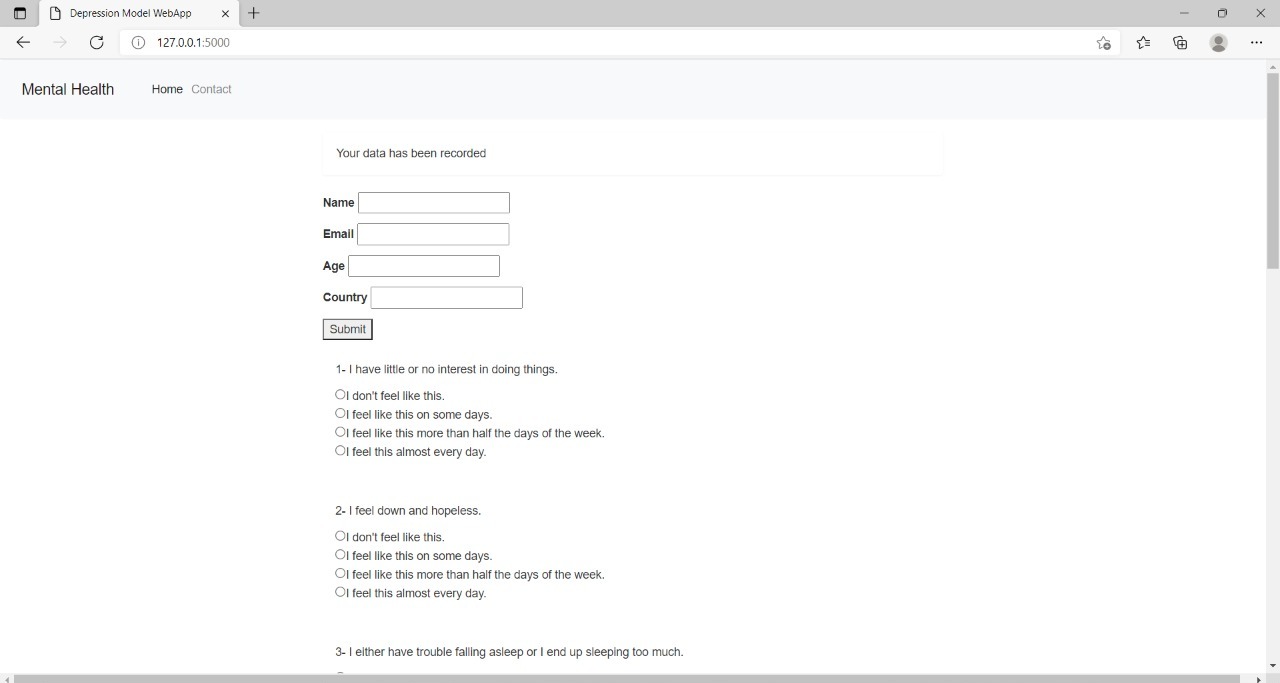 Depression Model WebApp
127.0.0.1:5000
Mental Health Home Contact
Your data has been recorded
Name
Email
Age
Country
Submit
1- I have little or no interest in doing things.
I don't feel like this.
I feel like this on some days.
I feel like this more than half the days of the week.
I feel this almost every day.
2- I feel down and hopeless.
I don't feel like this.
I feel like this on some days.
I feel like this more than half the days of the week.
I feel this almost every day.
3- I either have trouble falling asleep or I end up sleeping too much.